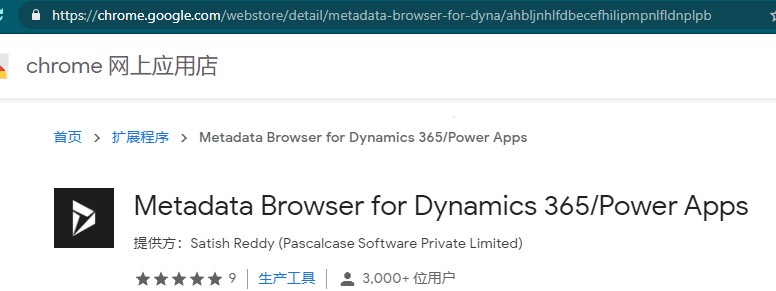 https://chrome.google.com/webstore/detail/metadata-browser-for-dyna/ahbljnhlfdbecefhilipmpnlfldnplpb
chrome 网上应用店
首页 > 扩展程序 > Metadata Browser for Dynamics 365/Power Apps
Metadata Browser for Dynamics 365/Power Apps
提供方：Satish Reddy (Pascalcase Software Private Limited)
★★★★★ 9 | 生产工具 | 3,000+ 位用户